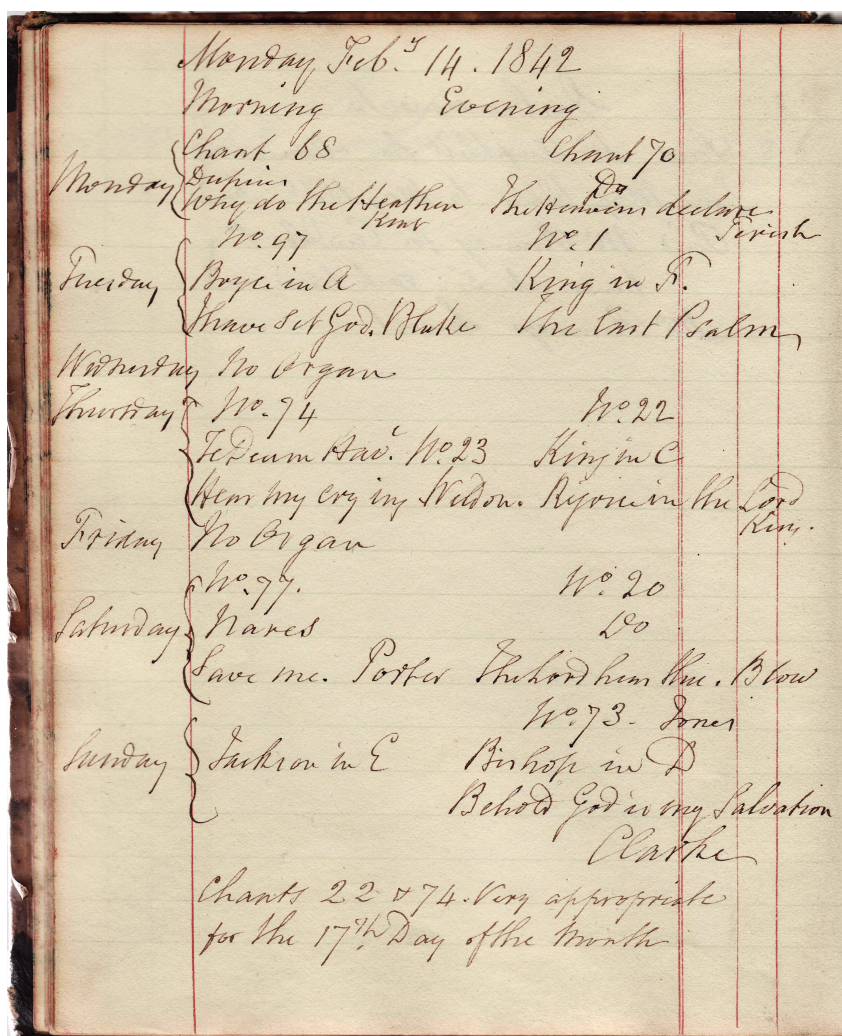 Monday Feb.y 14. 1842
Morning Evening
Chant 68 Chant 70
Monday Dupuis Do
Why do the Heathen The Heavens declare
Kent
No. 97 No. 1
Tuesday Boyce in A King in F.
I have set God. Blake The last Psalm
Wednesday No Organ
Thursday No. 74 No. 22
Te Deum No. 23 King in C
Hear my crying Weldon. Rejoice in the Lord
King.
Friday No Organ
No. 77. No. 20
Saturday Nares Do
Save me. Porter The Lord hear thee. Blow
No. 73 - Jones
Sunday Jackson in E Bishop in D
Behold God is my Salvation
Clarke
Chants 22 & 74. Very appropriate
for the 17th Day of the Month